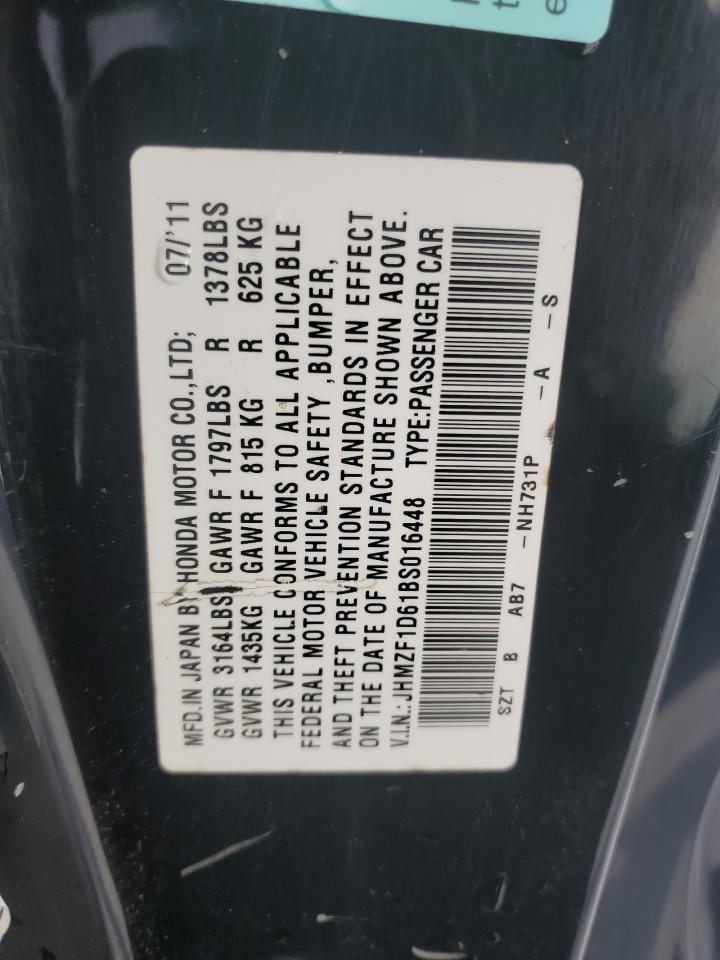 MFD.IN JAPAN BY HONDA MOTOR CO.,LTD; 07/'11
GVWR 3164LBS GAWR F 1797LBS R 1378LBS
GVWR 1435KG GAWR F 815 KG R 625 KG
THIS VEHICLE CONFORMS TO ALL APPLICABLE
FEDERAL MOTOR VEHICLE SAFETY ,BUMPER,
AND THEFT PREVENTION STANDARDS IN EFFECT
ON THE DATE OF MANUFACTURE SHOWN ABOVE.
V.I.N.: JHMZF1D61BS016448 TYPE:PASSENGER CAR
SZT B AB7 -NH731P -A -S